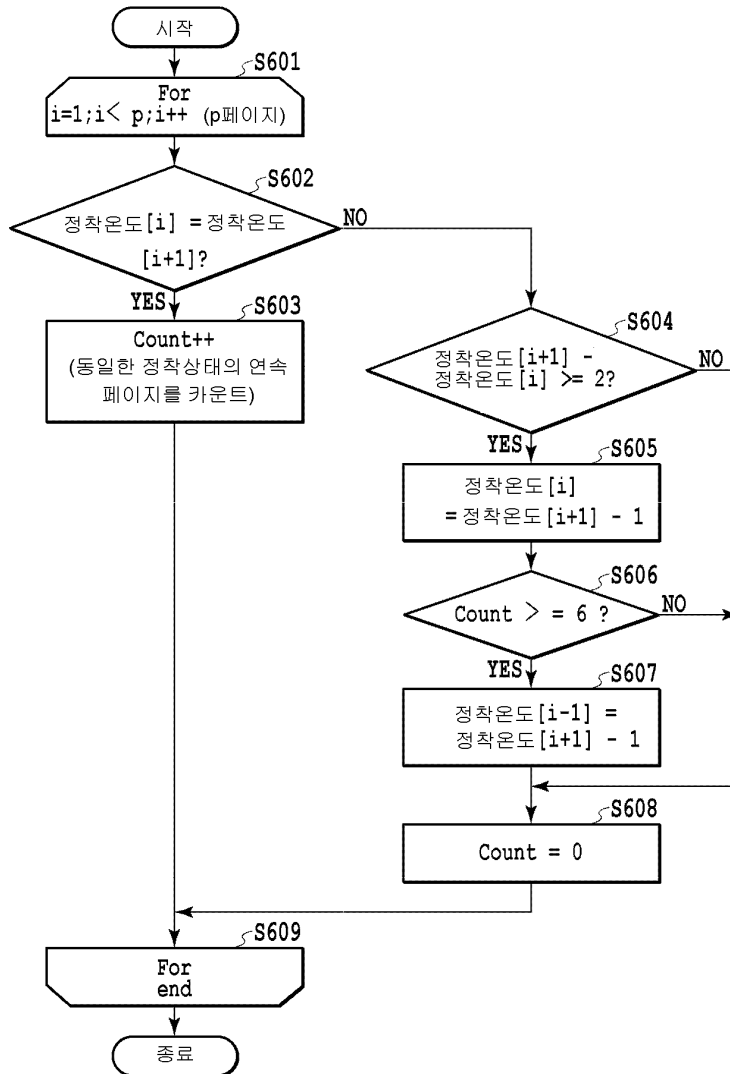 시작
S601
For
i=1;i< p;i++ (p페이지)
S602
정착온도[i] =정착온도
[i+1]?
NO
YES
S603
Count++
(동일한 정착상태의 연속
페이지를 카운트)
S604
정착온도[i+1] -
정착온도[i] >= 2?
NO
YES
S605
정착온도[i]
=정착온도[i+1] - 1
S606
Count > = 6 ?
NO
YES
S607
정착온도[i-1] =
정착온도[i+1] - 1
S608
Count = 0
S609
For
end
종료